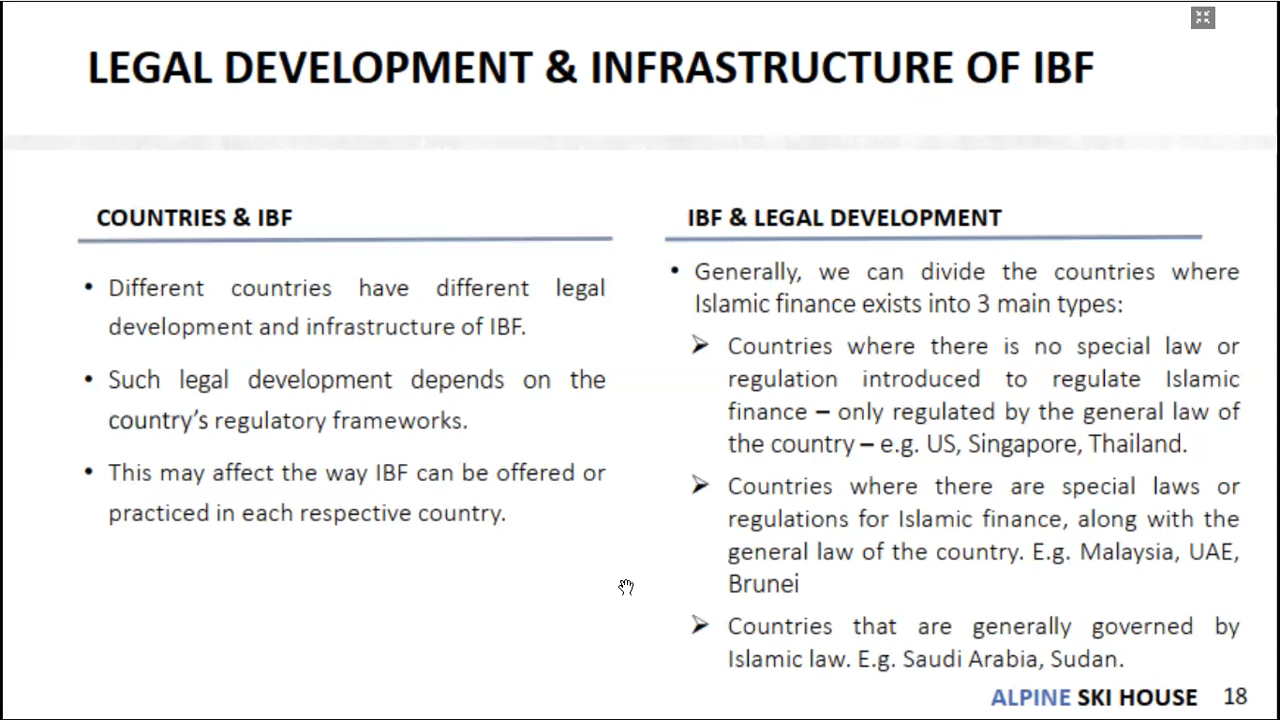 LEGAL DEVELOPMENT & INFRASTRUCTURE OF IBF
COUNTRIES & IBF
• Different countries have different legal
development and infrastructure of IBF.
• Such legal development depends on the
country's regulatory frameworks.
• This may affect the way IBF can be offered or
practiced in each respective country.
IBF & LEGAL DEVELOPMENT
• Generally, we can divide the countries where
Islamic finance exists into 3 main types:
➢ Countries where there is no special law or
regulation introduced to regulate Islamic
finance – only regulated by the general law of
the country – e.g. US, Singapore, Thailand.
➢ Countries where there are special laws or
regulations for Islamic finance, along with the
general law of the country. E.g. Malaysia, UAE,
Brunei
➢ Countries that are generally governed by
Islamic law. E.g. Saudi Arabia, Sudan.
ALPINE SKI HOUSE 18